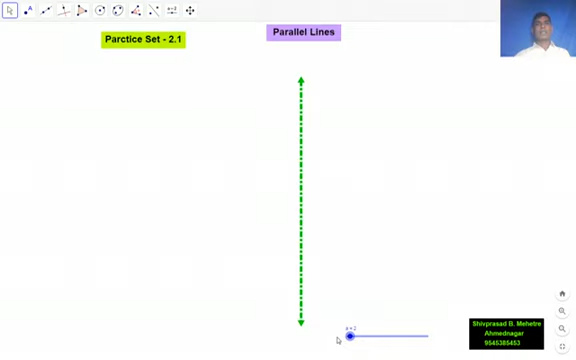 Parctice Set - 2.1
Parallel Lines
Shivprasad B. Mehetre
Ahmednagar
9545385453